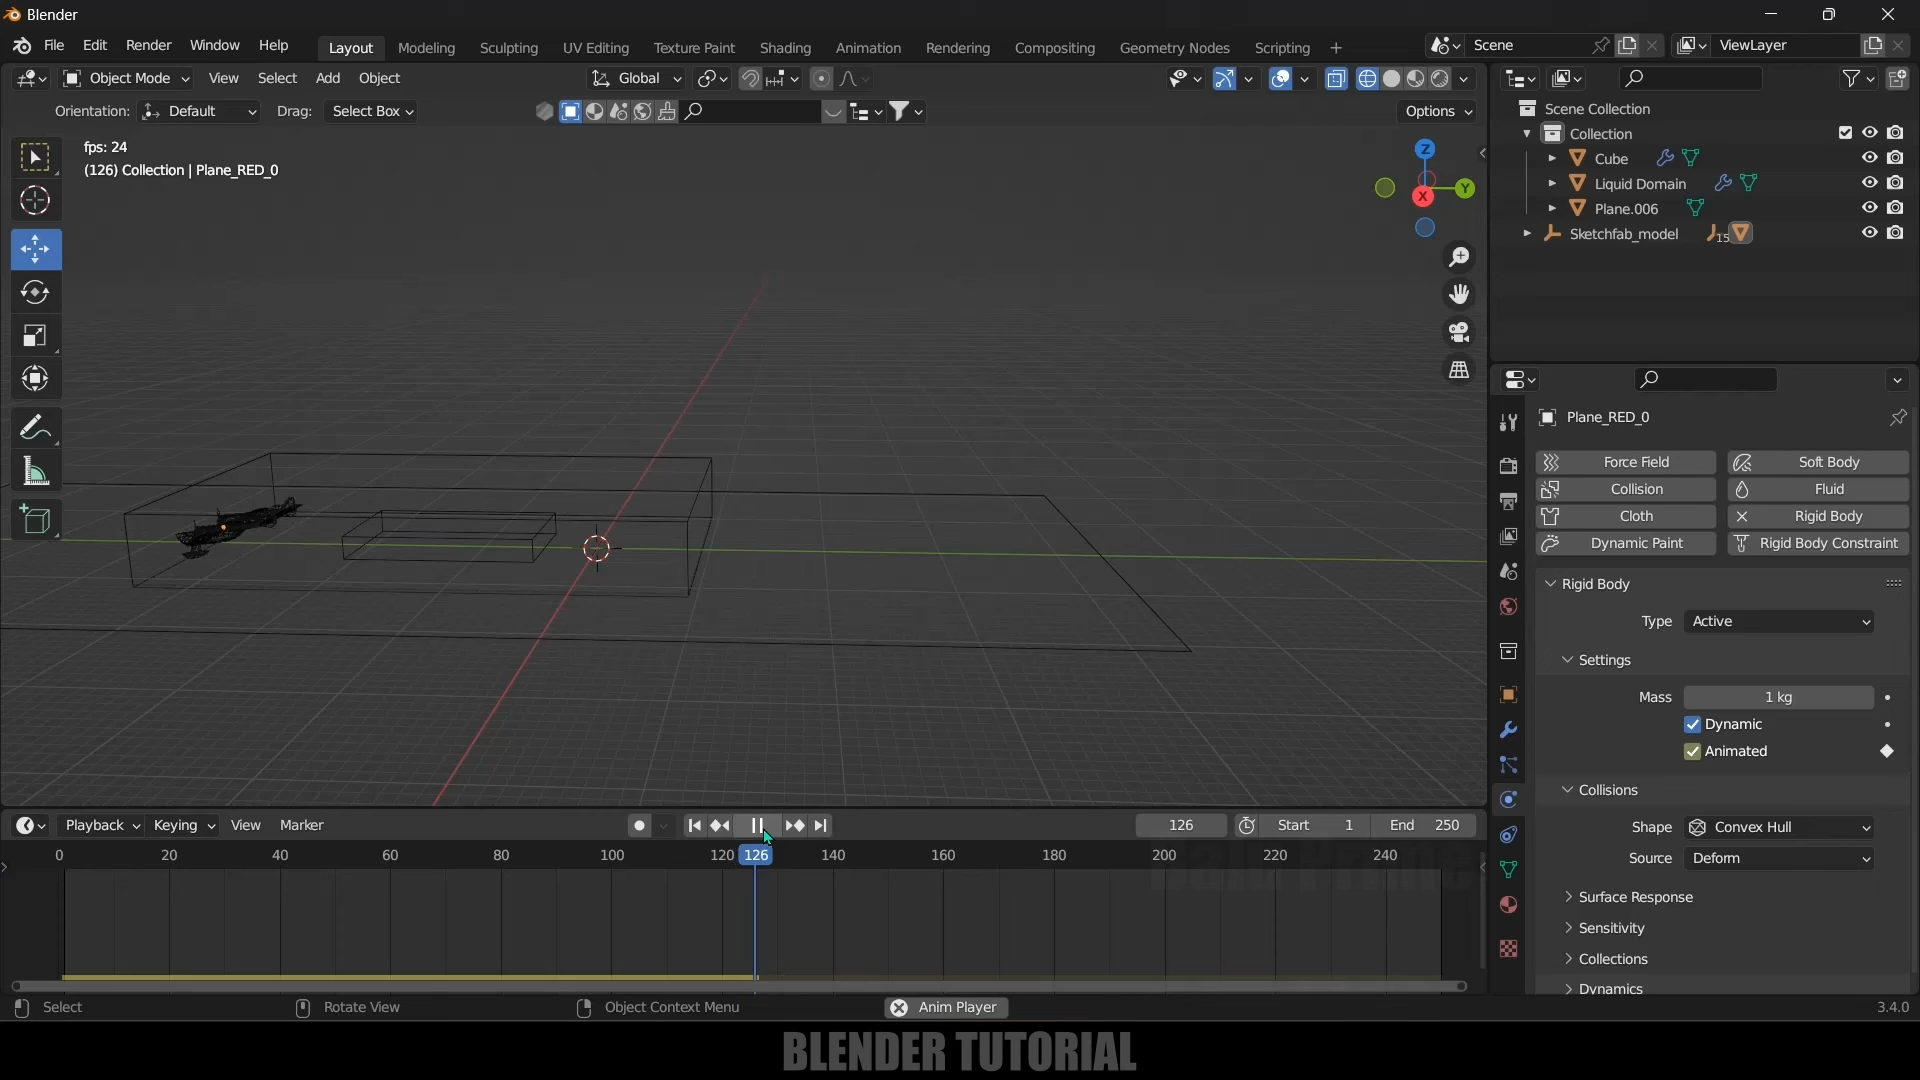 Blender
File Edit Render Window Help Layout Modeling Sculpting UV Editing Texture Paint Shading Animation Rendering Compositing Geometry Nodes Scripting + Scene ViewLayer
Object Mode View Select Add Object Global
Orientation: Default Drag: Select Box Options
fps: 24
(126) Collection | Plane_RED_0
Z
Y
X
Scene Collection
Collection
Cube
Liquid Domain
Plane.006
Sketchfab_model 15
Plane_RED_0
Force Field Soft Body
Collision Fluid
Cloth Rigid Body
Dynamic Paint Rigid Body Constraint
Rigid Body
Type Active
Settings
Mass 1 kg
Dynamic
Animated
Collisions
Shape Convex Hull
Source Deform
Surface Response
Sensitivity
Collections
Dynamics
Playback Keying View Marker 126 Start 1 End 250
0 20 40 60 80 100 120 126 140 160 180 200 220 240
Select Rotate View Object Context Menu Anim Player 3.4.0
BLENDER TUTORIAL